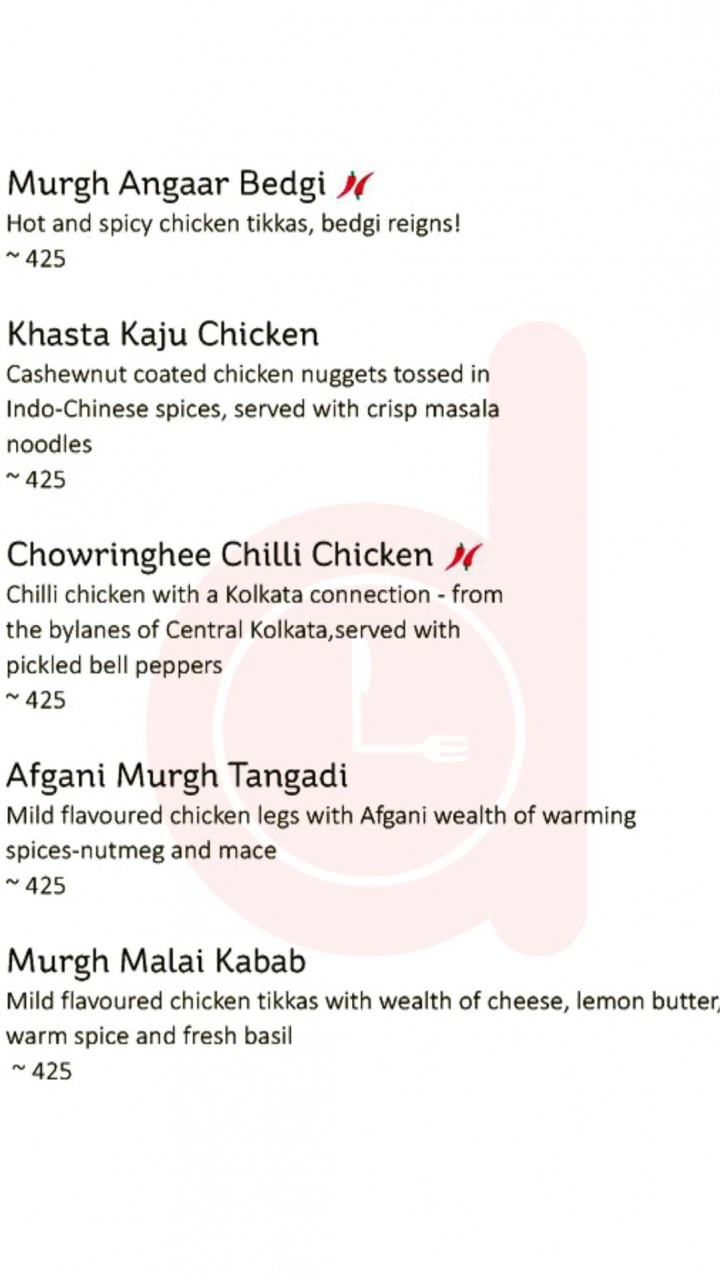 Murgh Angaar Bedgi
Hot and spicy chicken tikkas, bedgi reigns!
~ 425
Khasta Kaju Chicken
Cashewnut coated chicken nuggets tossed in
Indo-Chinese spices, served with crisp masala
noodles
~ 425
Chowringhee Chilli Chicken
Chilli chicken with a Kolkata connection - from
the bylanes of Central Kolkata,served with
pickled bell peppers
~ 425
Afgani Murgh Tangadi
Mild flavoured chicken legs with Afgani wealth of warming
spices-nutmeg and mace
~ 425
Murgh Malai Kabab
Mild flavoured chicken tikkas with wealth of cheese, lemon butter,
warm spice and fresh basil
~ 425